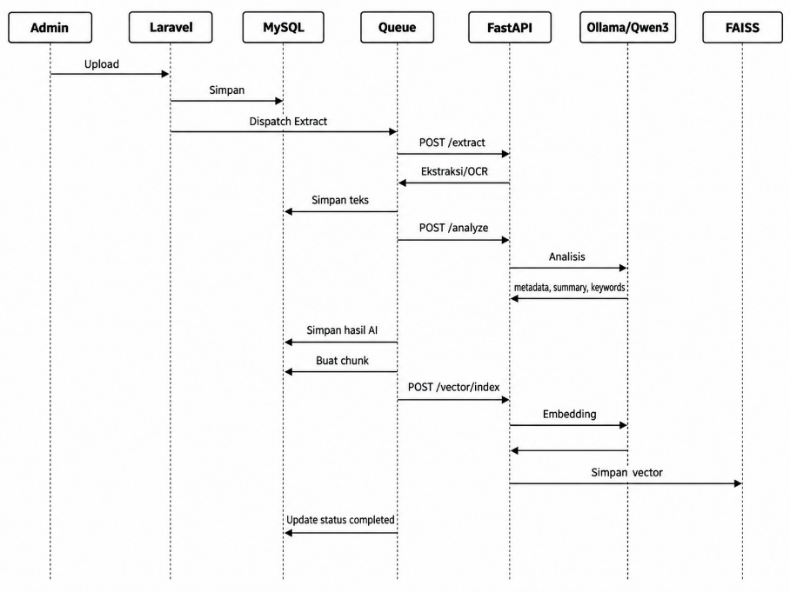 Admin Laravel MySQL Queue FastAPI Ollama/Qwen3 FAISS
Upload
Simpan
Dispatch Extract
POST /extract
Ekstraksi/OCR
Simpan teks
POST /analyze
Analisis
metadata, summary, keywords
Simpan hasil AI
Buat chunk
POST /vector/index
Embedding
Simpan vector
Update status completed